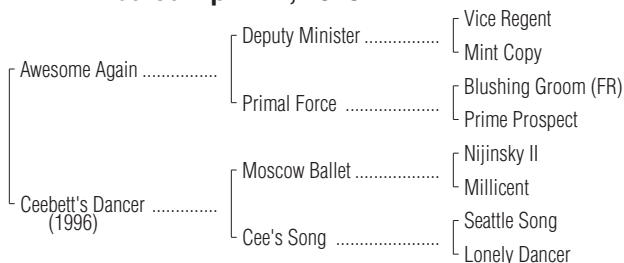 Vice Regent
Deputy Minister ..................
Mint Copy
Awesome Again ................
Blushing Groom (FR)
Primal Force ......................
Prime Prospect
Nijinsky II
Moscow Ballet ....................
Millicent
Ceebett's Dancer ..............
(1996)
Seattle Song
Cee's Song ........................
Lonely Dancer